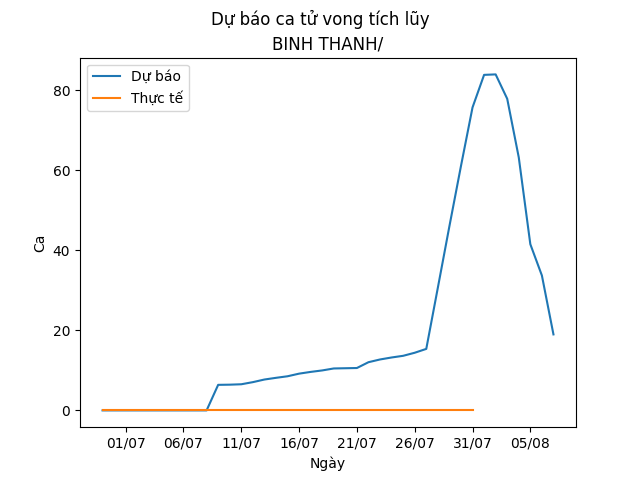 Dự báo ca tử vong tích lũy
BINH THANH/
Dự báo
Thực tế
80
60
40
20
0
Ca
01/07 06/07 11/07 16/07 21/07 26/07 31/07 05/08
Ngày